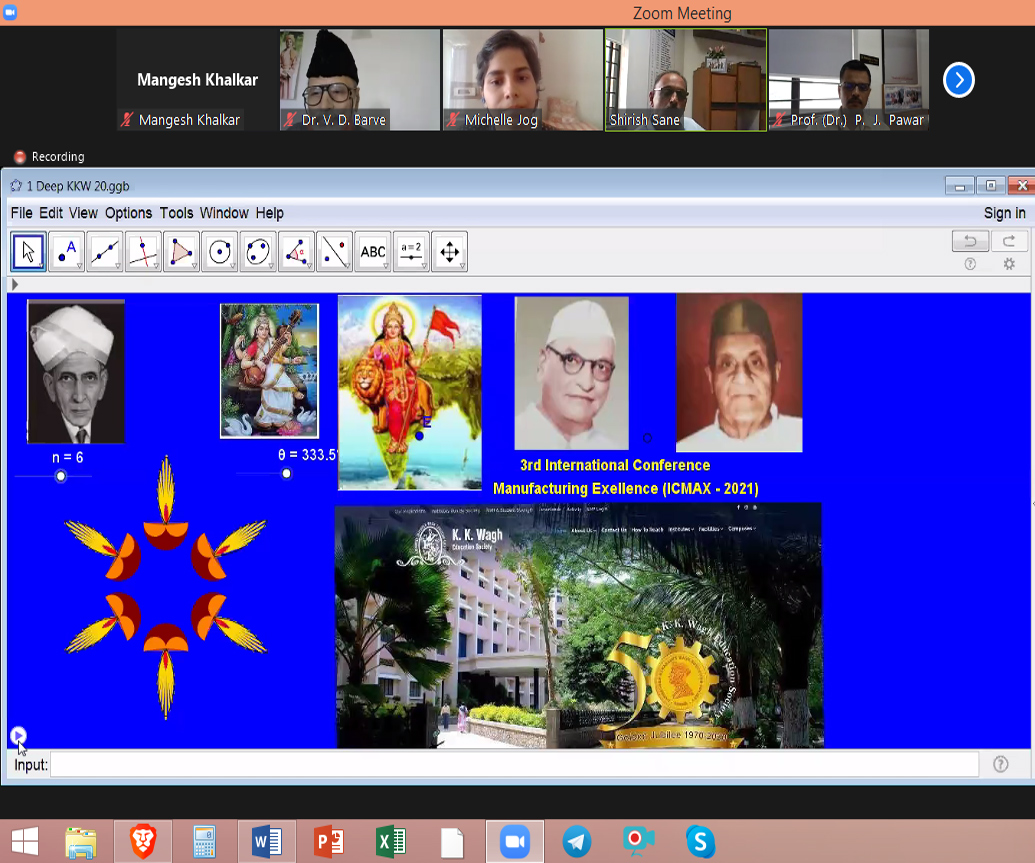 Zoom Meeting
Mangesh Khalkar
Mangesh Khalkar
Dr. V. D. Barve
Michelle Jog
Shirish Sane
Prof. (Dr.) P. J. Pawar
Recording
1 Deep KKW 20.ggb
File Edit View Options Tools Window Help
Sign in
A
ABC
a = 2
n = 6
θ = 333.5°
E
3rd International Conference
Manufacturing Exellence (ICMAX - 2021)
About Us Contact Us How To Reach Institutes Facilities Campuses
K. K. Wagh
Education Society
K. K. Wagh Education Society
50
Golden Jubilee 1970-2020
Input:
W
P
X
S